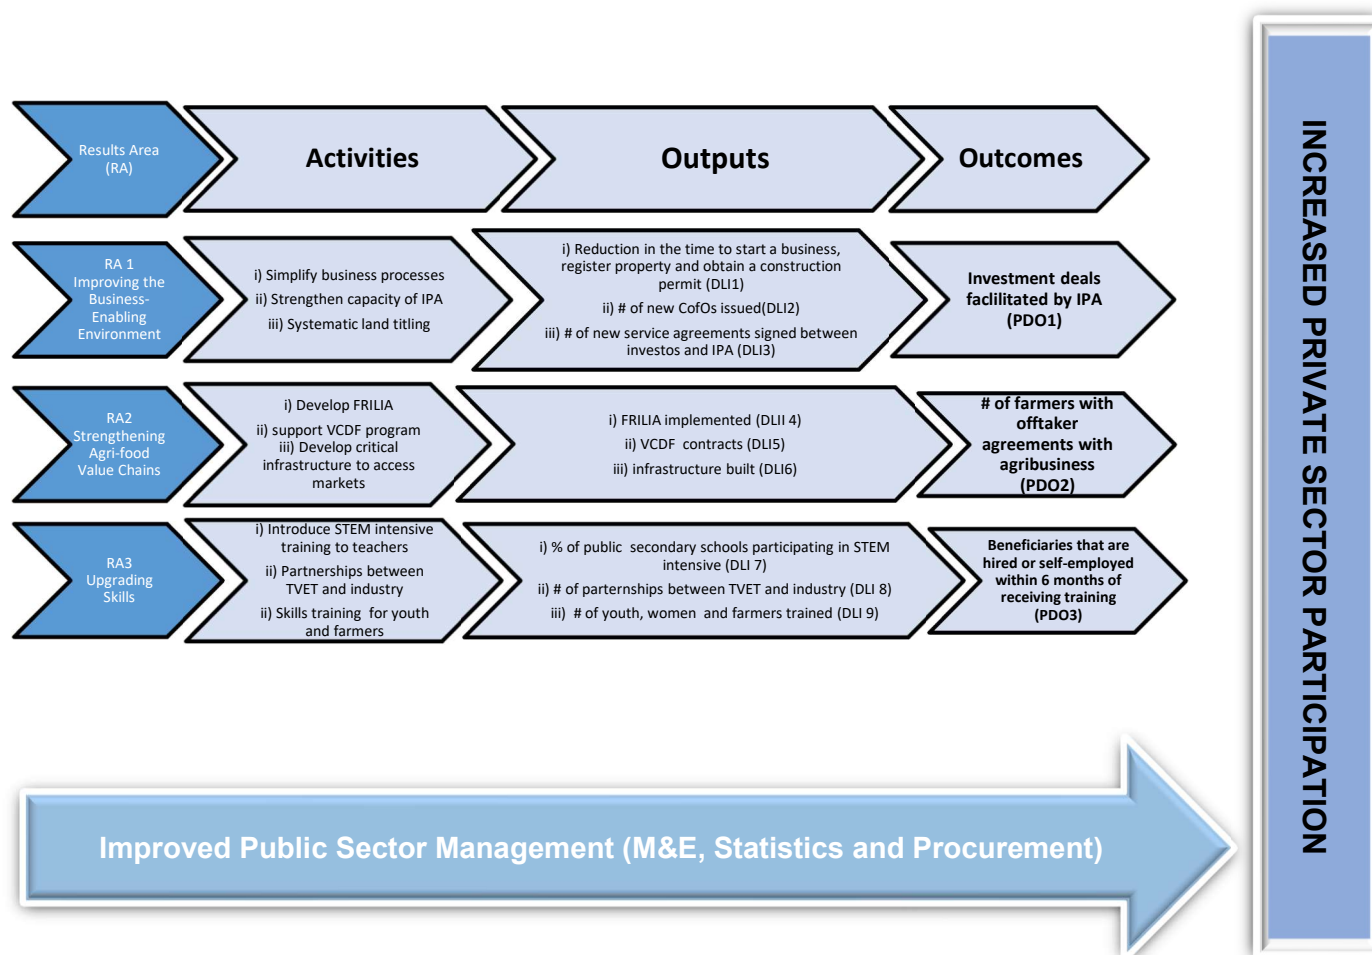 Results Area
(RA)
Activities
Outputs
Outcomes
RA 1
Improving the
Business-
Enabling
Environment
i) Simplify business processes
ii) Strengthen capacity of IPA
iii) Systematic land titling
i) Reduction in the time to start a business,
register property and obtain a construction
permit (DLI1)
ii) # of new CofOs issued(DLI2)
iii) # of new service agreements signed between
investos and IPA (DLI3)
Investment deals
faclilitated by IPA
(PDO1)
RA2
Strengthening
Agri-food
Value Chains
i) Develop FRILIA
ii) support VCDF program
iii) Develop critical
infrastructure to access
markets
i) FRILIA implemented (DLII 4)
ii) VCDF contracts (DLI5)
iii) infrastructure built (DLI6)
# of farmers with
offtaker
agreements with
agribusiness
(PDO2)
RA3
Upgrading
Skills
i) Introduce STEM intensive
training to teachers
ii) Partnerships between
TVET and industry
ii) Skills training for youth
and farmers
i) % of public secondary schools participating in STEM
intensive (DLI 7)
ii) # of parternships between TVET and industry (DLI 8)
iii) # of youth, women and farmers trained (DLI 9)
Beneficiaries that are
hired or self-employed
within 6 months of
receiving training
(PDO3)
Improved Public Sector Management (M&E, Statistics and Procurement)
INCREASED PRIVATE SECTOR PARTICIPATION